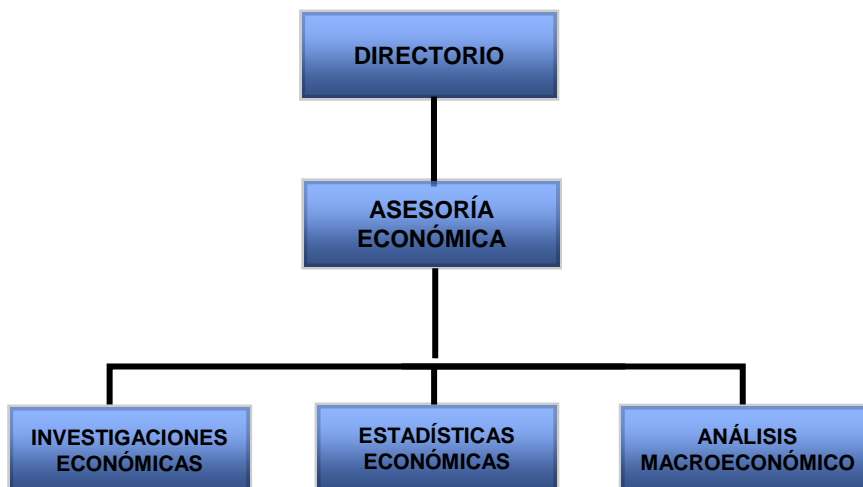 DIRECTORIO
ASESORÍA
ECONÓMICA
INVESTIGACIONES
ECONÓMICAS
ESTADÍSTICAS
ECONÓMICAS
ANÁLISIS
MACROECONÓMICO